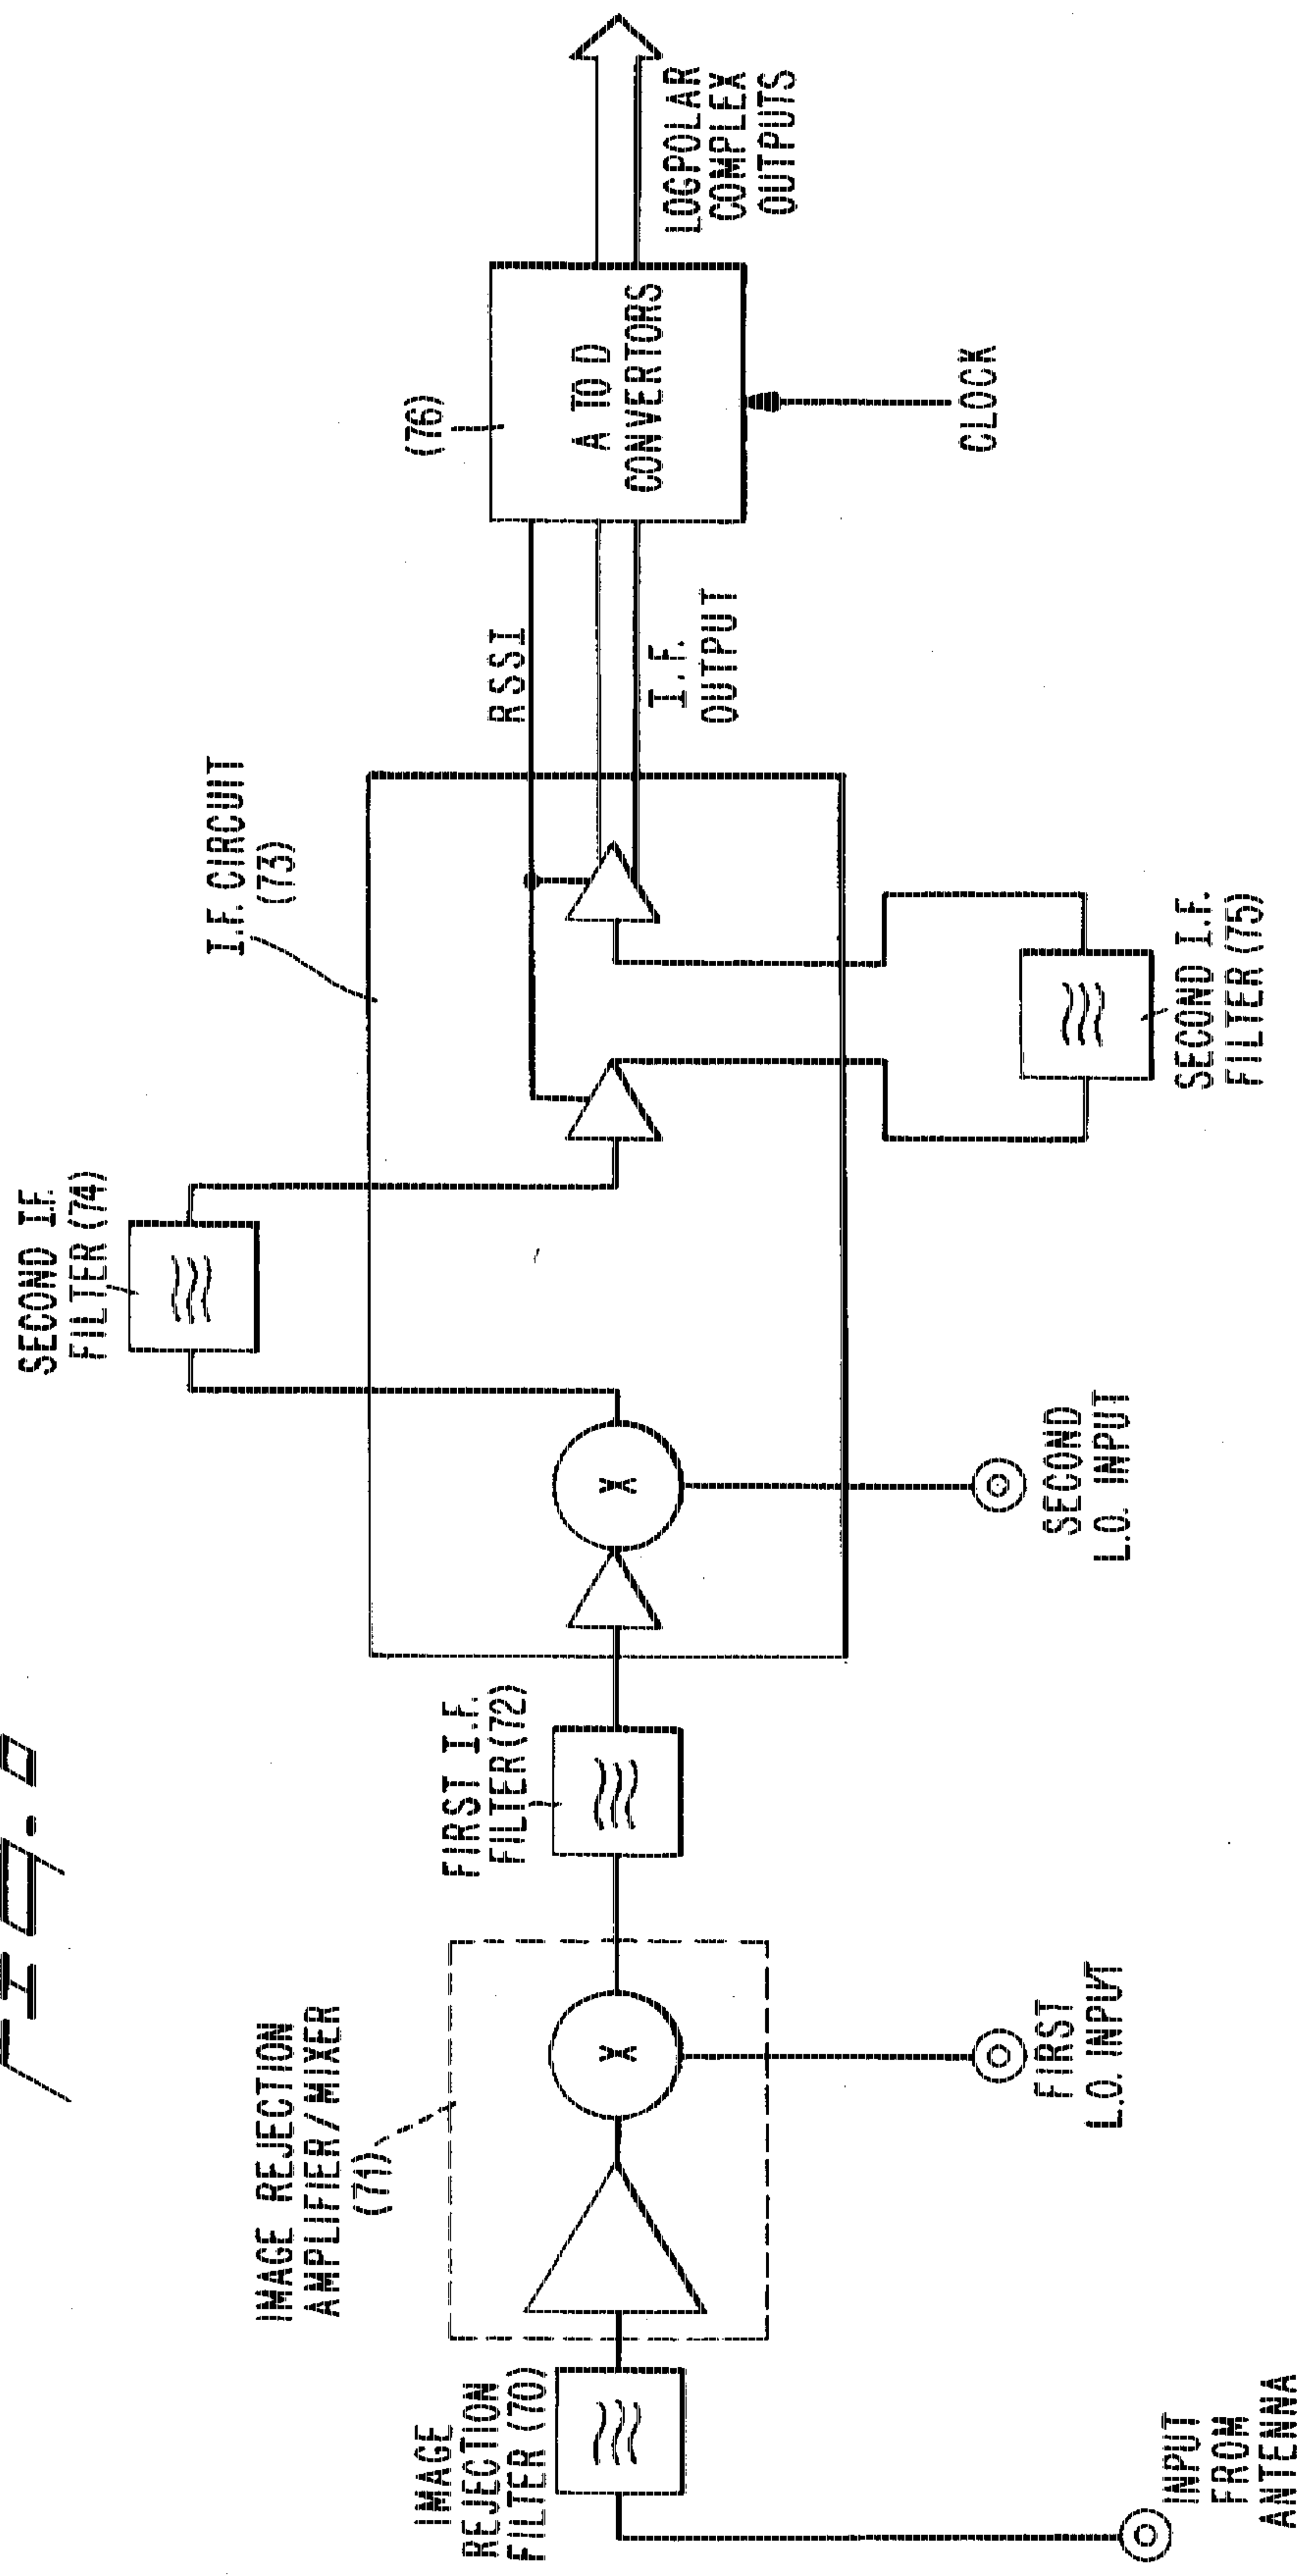 IMAGE
REJECTION
FILTER (70)
INPUT
FROM
ANTENNA
IMAGE REJECTION
AMPLIFIER/MIXER
(71)
X
FIRST
L.O. INPUT
FIRST I.F.
FILTER (72)
X
SECOND
L.O. INPUT
SECOND I.F.
FILTER (74)
I.F. CIRCUIT
(73)
SECOND I.F.
FILTER (75)
RSSI
I.F.
OUTPUT
(76)
A TO D
CONVERTORS
CLOCK
LOGPOLAR
COMPLEX
OUTPUTS